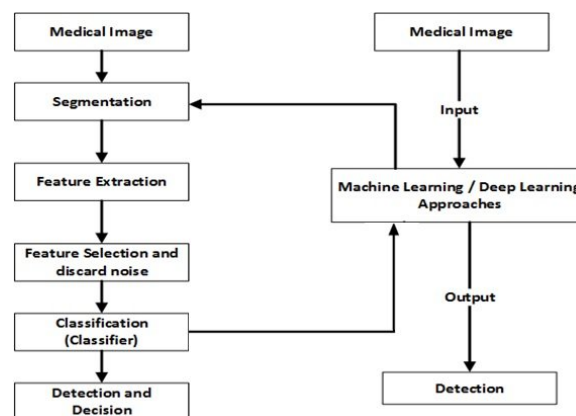 Medical Image
Segmentation
Feature Extraction
Feature Selection and
discard noise
Classification
(Classifier)
Detection and
Decision
Medical Image
Input
Machine Learning / Deep Learning
Approaches
Output
Detection